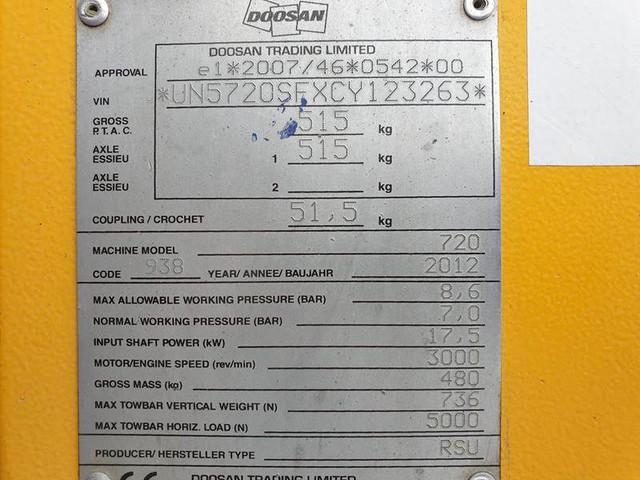 DOOSAN
DOOSAN TRADING LIMITED
APPROVAL e1*2007/46*0542*00
VIN *UN5720SFXCY123263*
GROSS P.T.A.C. 515 kg
AXLE ESSIEU 1 515 kg
AXLE ESSIEU 2 kg
COUPLING / CROCHET 51,5 kg
MACHINE MODEL 720
CODE 938 YEAR/ ANNEE/ BAUJAHR 2012
MAX ALLOWABLE WORKING PRESSURE (BAR) 8,6
NORMAL WORKING PRESSURE (BAR) 7,0
INPUT SHAFT POWER (kW) 17,5
MOTOR/ENGINE SPEED (rev/min) 3000
GROSS MASS (kg) 480
MAX TOWBAR VERTICAL WEIGHT (N) 736
MAX TOWBAR HORIZ. LOAD (N) 5000
PRODUCER/ HERSTELLER TYPE RSU
CE DOOSAN TRADING LIMITED